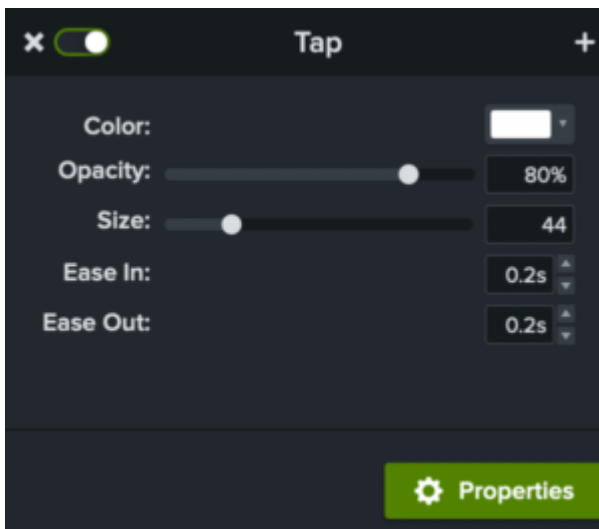 Tap
Color:
Opacity: 80%
Size: 44
Ease In: 0.2s
Ease Out: 0.2s
Properties